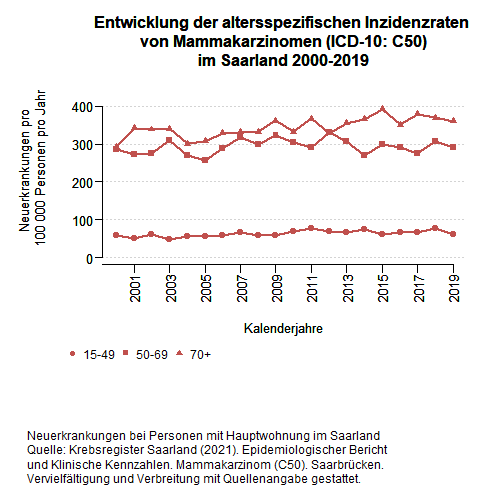 Entwicklung der altersspezifischen Inzidenzraten
von Mammakarzinomen (ICD-10: C50)
im Saarland 2000-2019
Neuerkrankungen pro
100 000 Personen pro Jahr
400
300
200
100
0
2001
2003
2005
2007
2009
2011
2013
2015
2017
2019
Kalenderjahre
15-49 50-69 70+
Neuerkrankungen bei Personen mit Hauptwohnung im Saarland
Quelle: Krebsregister Saarland (2021). Epidemiologischer Bericht
und Klinische Kennzahlen. Mammakarzinom (C50). Saarbrücken.
Vervielfältigung und Verbreitung mit Quellenangabe gestattet.